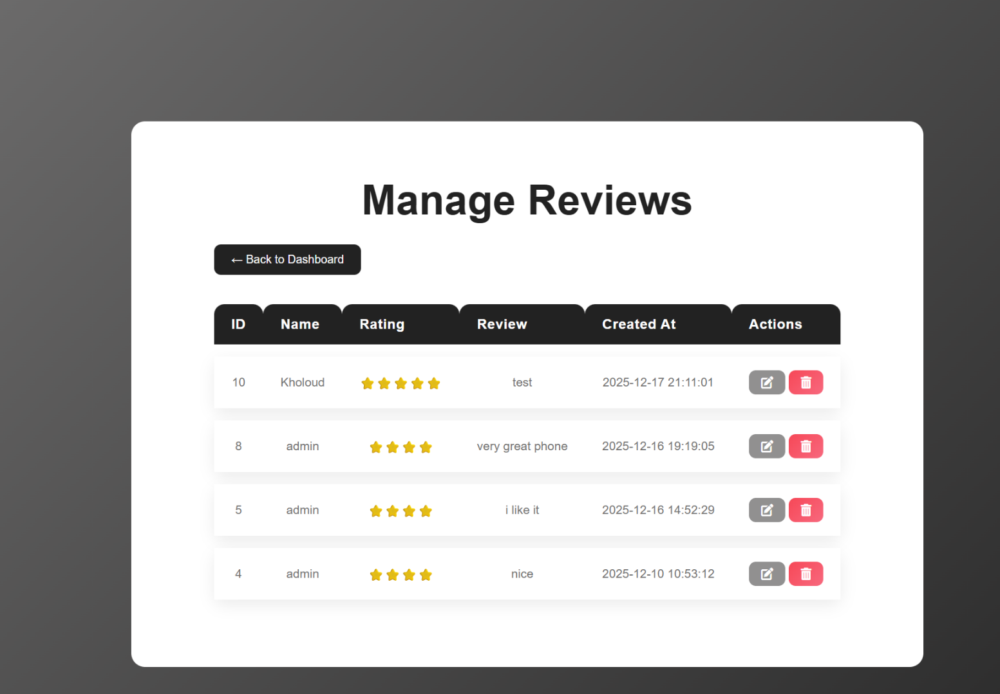 Manage Reviews
← Back to Dashboard
ID Name Rating Review Created At Actions
10 Kholoud ⭐⭐⭐⭐⭐ test 2025-12-17 21:11:01
8 admin ⭐⭐⭐⭐ very great phone 2025-12-16 19:19:05
5 admin ⭐⭐⭐⭐ i like it 2025-12-16 14:52:29
4 admin ⭐⭐⭐⭐ nice 2025-12-10 10:53:12